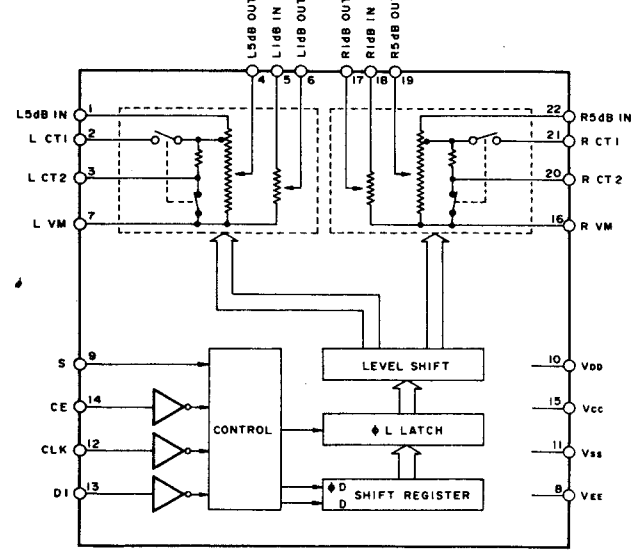 L5dB OUT
L1dB IN
L1dB OUT
R1dB OUT
R1dB IN
R5dB OUT
4
5
6
17
18
19
L5dB IN
1
22
R5dB IN
L CT1
2
21
R CT1
L CT2
3
20
R CT2
L VM
7
16
R VM
S
9
LEVEL SHIFT
10
VDD
CE
14
15
VCC
CONTROL
ϕ L LATCH
CLK
12
11
VSS
DI
13
ϕ D
D
SHIFT REGISTER
8
VEE